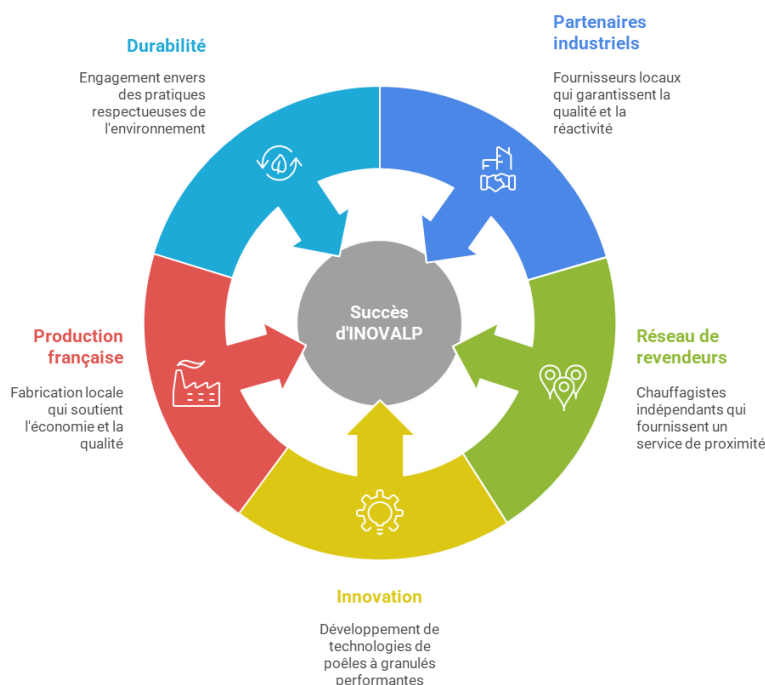 Partenaires
industriels
Fournisseurs locaux
qui garantissent la
qualité et la
réactivité
Durabilité
Engagement envers
des pratiques
respectueuses de
l'environnement
Succès
d'INOVALP
Production
française
Fabrication locale
qui soutient
l'économie et la
qualité
Réseau de
revendeurs
Chauffagistes
indépendants qui
fournissent un
service de proximité
Innovation
Développement de
technologies de
poêles à granulés
performantes